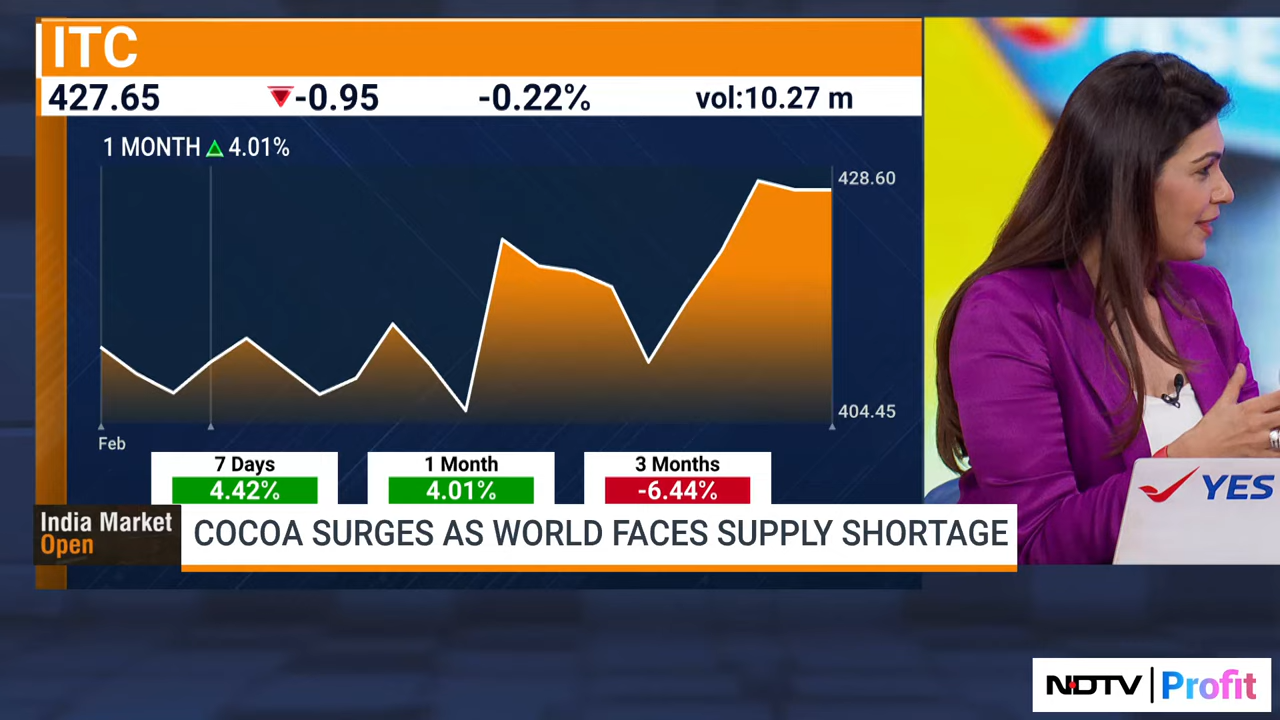 ITC
427.65 ▼-0.95 -0.22% vol:10.27 m
1 MONTH ▲ 4.01%
428.60
404.45
Feb
7 Days 1 Month 3 Months
4.42% 4.01% -6.44%
India Market
Open
COCOA SURGES AS WORLD FACES SUPPLY SHORTAGE
YES
NDTV | Profit